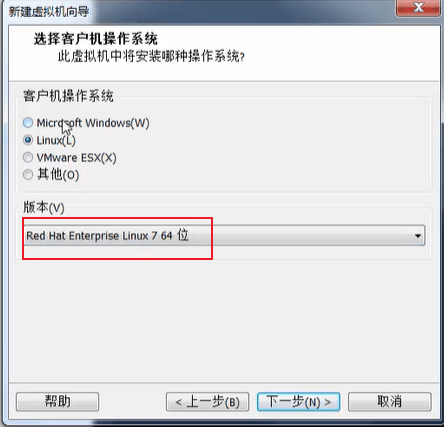 新建虚拟机向导
选择客户机操作系统
此虚拟机中将安装哪种操作系统?
客户机操作系统
Microsoft Windows(W)
Linux(L)
VMware ESX(X)
其他(O)
版本(V)
Red Hat Enterprise Linux 7 64 位
帮助
< 上一步(B)
下一步(N) >
取消